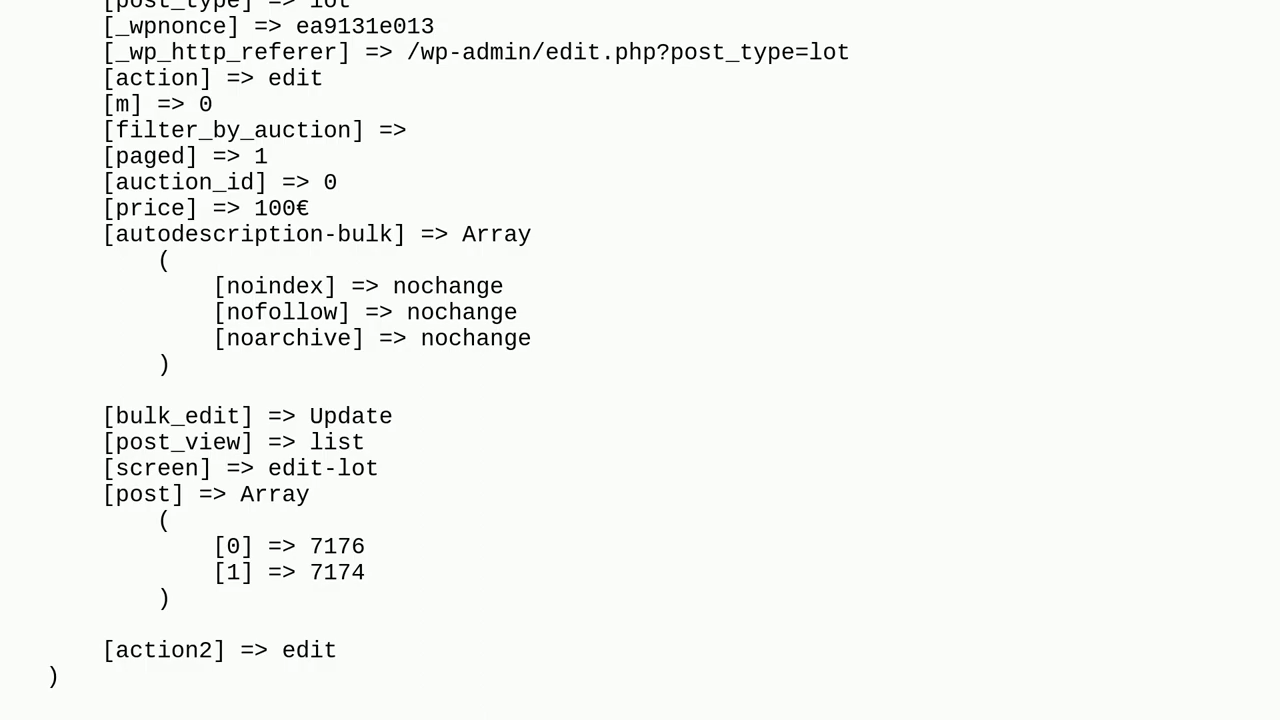 [post_type] => lot
[_wpnonce] => ea9131e013
[_wp_http_referer] => /wp-admin/edit.php?post_type=lot
[action] => edit
[m] => 0
[filter_by_auction] =>
[paged] => 1
[auction_id] => 0
[price] => 100€
[autodescription-bulk] => Array
(
[noindex] => nochange
[nofollow] => nochange
[noarchive] => nochange
)
[bulk_edit] => Update
[post_view] => list
[screen] => edit-lot
[post] => Array
(
[0] => 7176
[1] => 7174
)
[action2] => edit
)